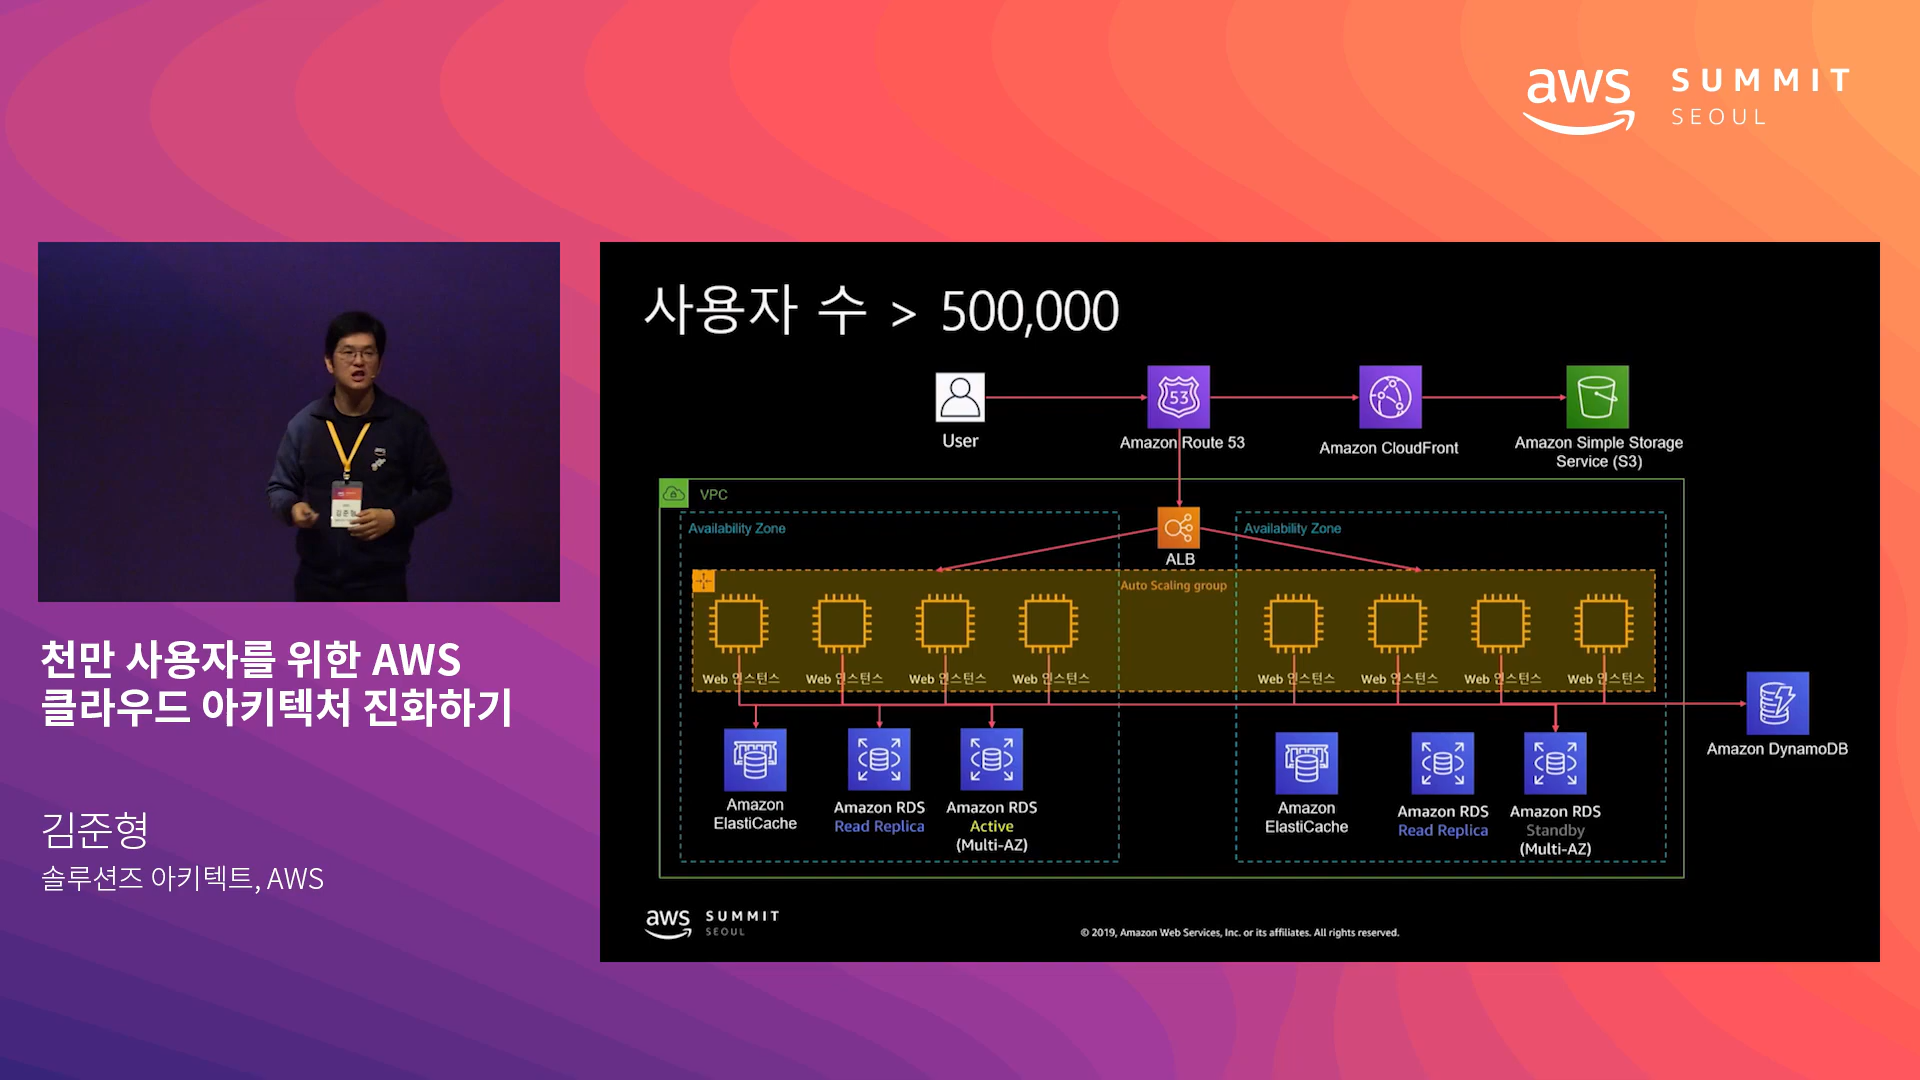 aws SUMMIT
SEOUL
사용자 수 > 500,000
User
Amazon Route 53
53
Amazon CloudFront
Amazon Simple Storage
Service (S3)
VPC
Availability Zone
Availability Zone
ALB
Auto Scaling group
Web 인스턴스
Web 인스턴스
Web 인스턴스
Web 인스턴스
Web 인스턴스
Web 인스턴스
Web 인스턴스
Web 인스턴스
Amazon DynamoDB
Amazon
ElastiCache
Amazon RDS
Read Replica
Amazon RDS
Active
(Multi-AZ)
Amazon
ElastiCache
Amazon RDS
Read Replica
Amazon RDS
Standby
(Multi-AZ)
aws SUMMIT
SEOUL
© 2019, Amazon Web Services, Inc. or its affiliates. All rights reserved.
김준형
천만 사용자를 위한 AWS
클라우드 아키텍처 진화하기
김준형
솔루션즈 아키텍트, AWS